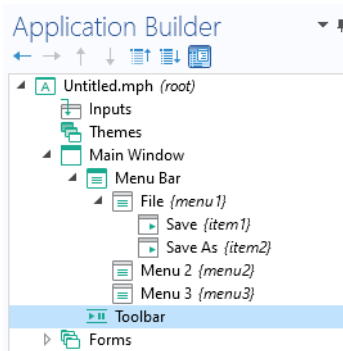 Application Builder
Untitled.mph (root)
Inputs
Themes
Main Window
Menu Bar
File {menu1}
Save {item1}
Save As {item2}
Menu 2 {menu2}
Menu 3 {menu3}
Toolbar
Forms